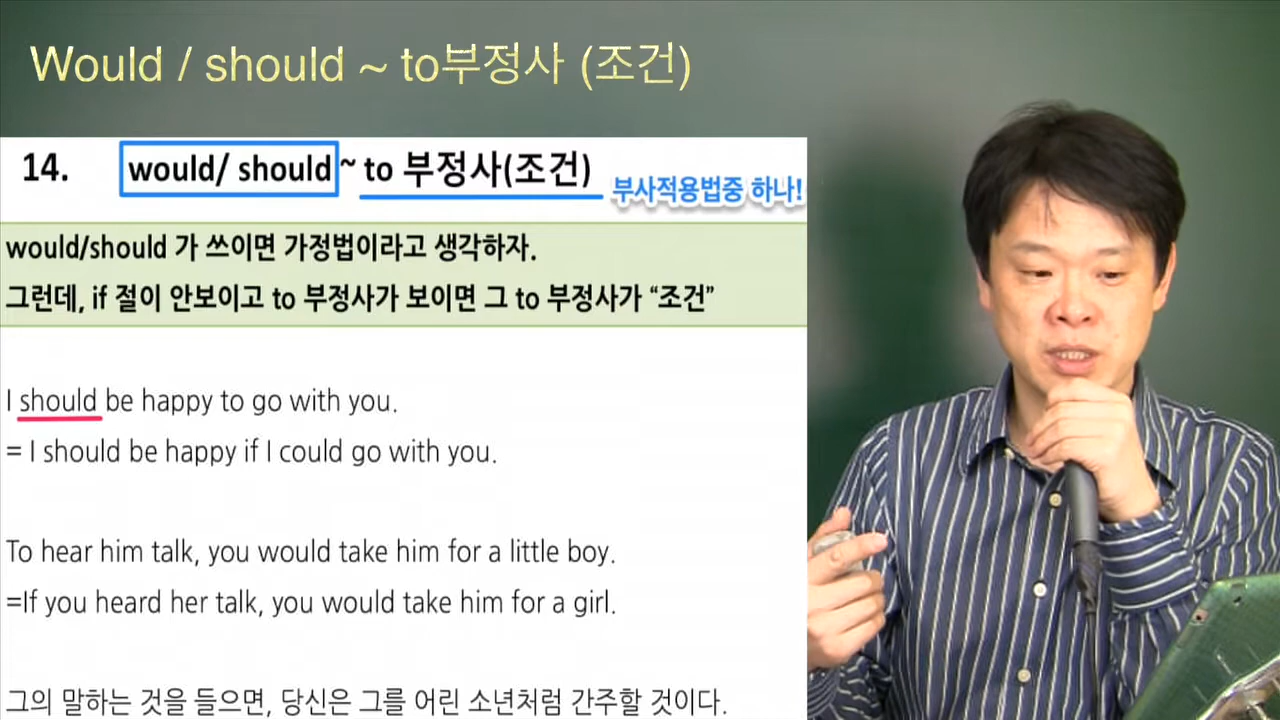 Would / should ~ to부정사 (조건)
14. would/ should ~ to 부정사(조건) 부사적용법중 하나!
would/should 가 쓰이면 가정법이라고 생각하자.
그런데, if 절이 안보이고 to 부정사가 보이면 그 to 부정사가 “조건”
I should be happy to go with you.
= I should be happy if I could go with you.
To hear him talk, you would take him for a little boy.
=If you heard her talk, you would take him for a girl.
그의 말하는 것을 들으면, 당신은 그를 어린 소년처럼 간주할 것이다.